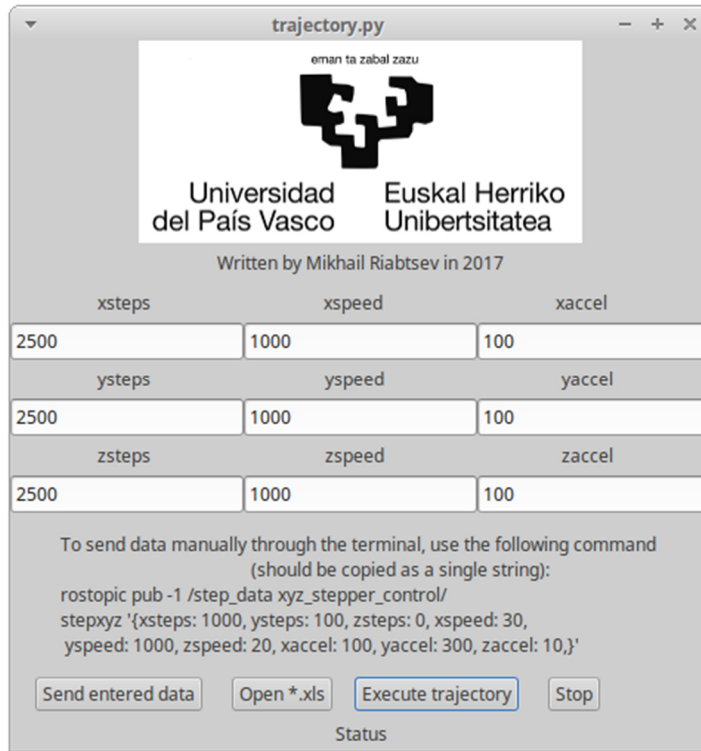 trajectory.py
eman ta zabal zazu
Universidad Euskal Herriko
del País Vasco Unibertsitatea
Written by Mikhail Riabtsev in 2017
xsteps xspeed xaccel
2500 1000 100
ysteps yspeed yaccel
2500 1000 100
zsteps zspeed zaccel
2500 1000 100
To send data manually through the terminal, use the following command
(should be copied as a single string):
rostopic pub -1 /step_data xyz_stepper_control/
stepxyz '{xsteps: 1000, ysteps: 100, zsteps: 0, xspeed: 30,
yspeed: 1000, zspeed: 20, xaccel: 100, yaccel: 300, zaccel: 10,}'
Send entered data Open *.xls Execute trajectory Stop
Status